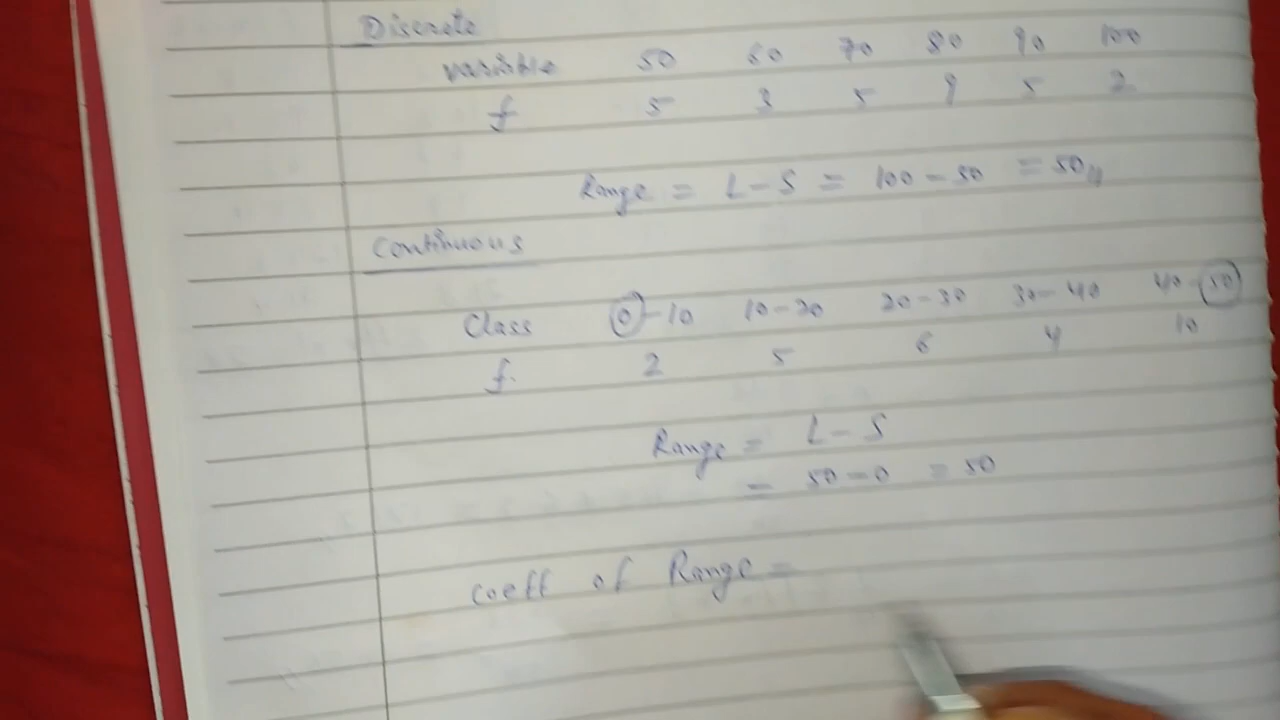 Discrete
variable 50 60 70 80 90 100
f 5 3 5 9 5 2
Range = L - S = 100 - 50 = 50
Continuous
Class 0-10 10-20 20-30 30-40 40-50
f. 2 5 6 4 10
Range = L - S
= 50 - 0 = 50
coeff of Range =